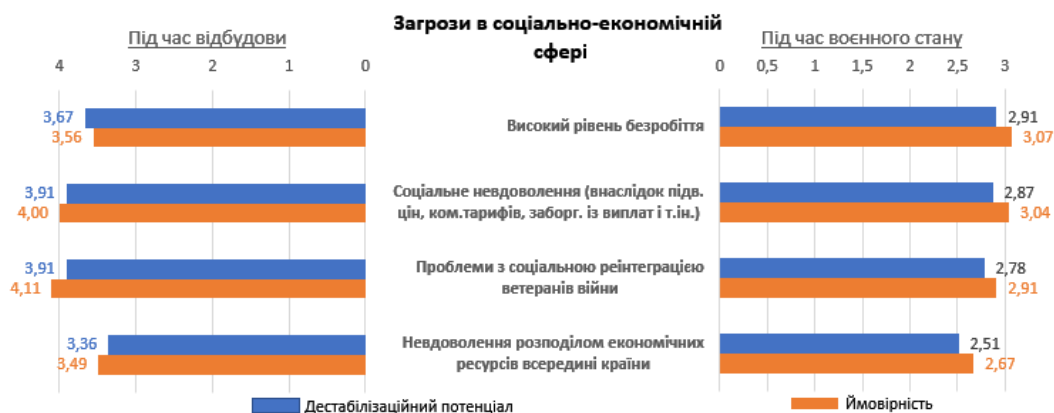 Загрози в соціально-економічній
сфері
Під час відбудови
Під час воєнного стану
4 3 2 1 0
0 0,5 1 1,5 2 2,5 3
3,67
3,56
Високий рівень безробіття
2,91
3,07
3,91
4,00
Соціальне невдоволення (внаслідок підв.
цін, ком.тарифів, заборг. із виплат і т.ін.)
2,87
3,04
3,91
4,11
Проблеми з соціальною реінтеграцією
ветеранів війни
2,78
2,91
3,36
3,49
Невдоволення розподілом економічних
ресурсів всередині країни
2,51
2,67
Дестабілізаційний потенціал
Ймовірність